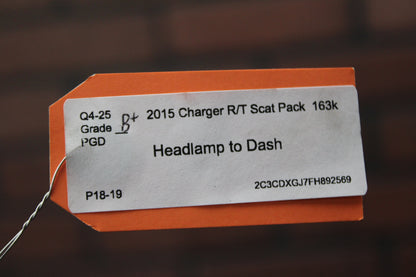 Q4-25 2015 Charger R/T Scat Pack 163k
Grade B+
PGD
Headlamp to Dash
P18-19 2C3CDXGJ7FH892569